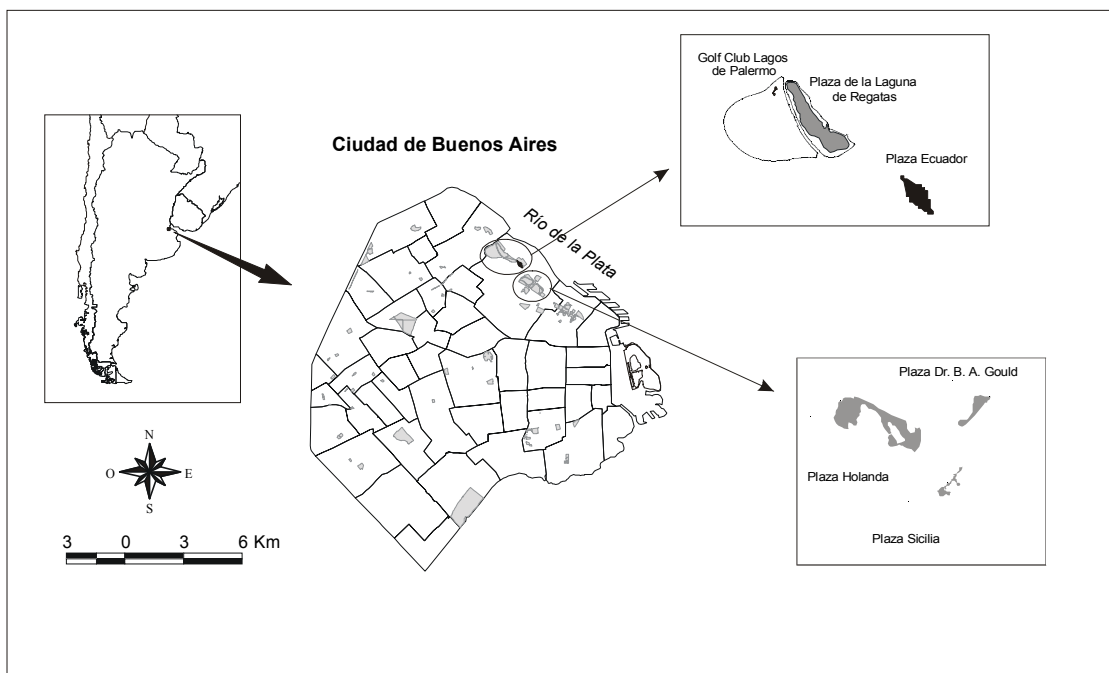 Golf Club Lagos
de Palermo
Plaza de la Laguna
de Regatas
Plaza Ecuador
Ciudad de Buenos Aires
Río de la Plata
Plaza Dr. B. A. Gould
Plaza Holanda
Plaza Sicilia
N
O
E
S
3 0 3 6 Km